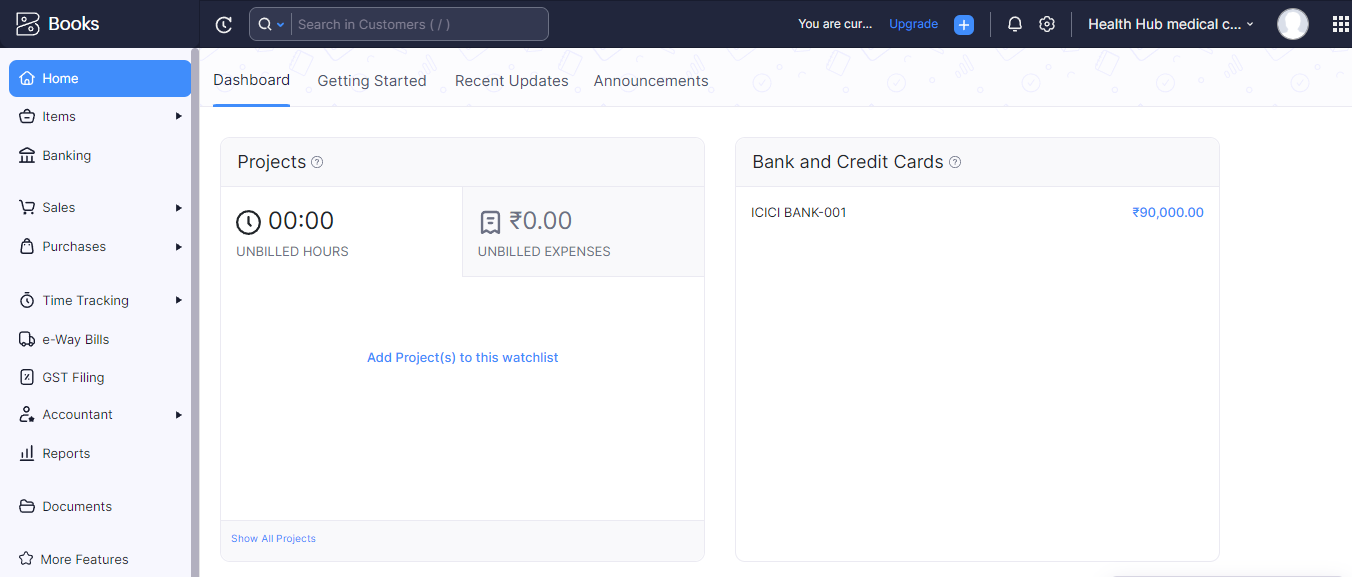 Books
Search in Customers ( / )
You are cur...
Upgrade
Health Hub medical c...
Home
Items
Banking
Sales
Purchases
Time Tracking
e-Way Bills
GST Filing
Accountant
Reports
Documents
More Features
Dashboard Getting Started Recent Updates Announcements
Projects
00:00
UNBILLED HOURS
₹0.00
UNBILLED EXPENSES
Add Project(s) to this watchlist
Show All Projects
Bank and Credit Cards
ICICI BANK-001 ₹90,000.00